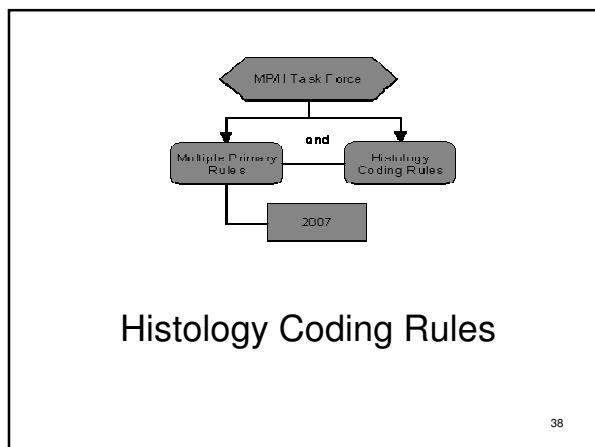 MP/H Task Force
and
Multiple Primary
Rules
Histology
Coding Rules
2007
Histology Coding Rules
38